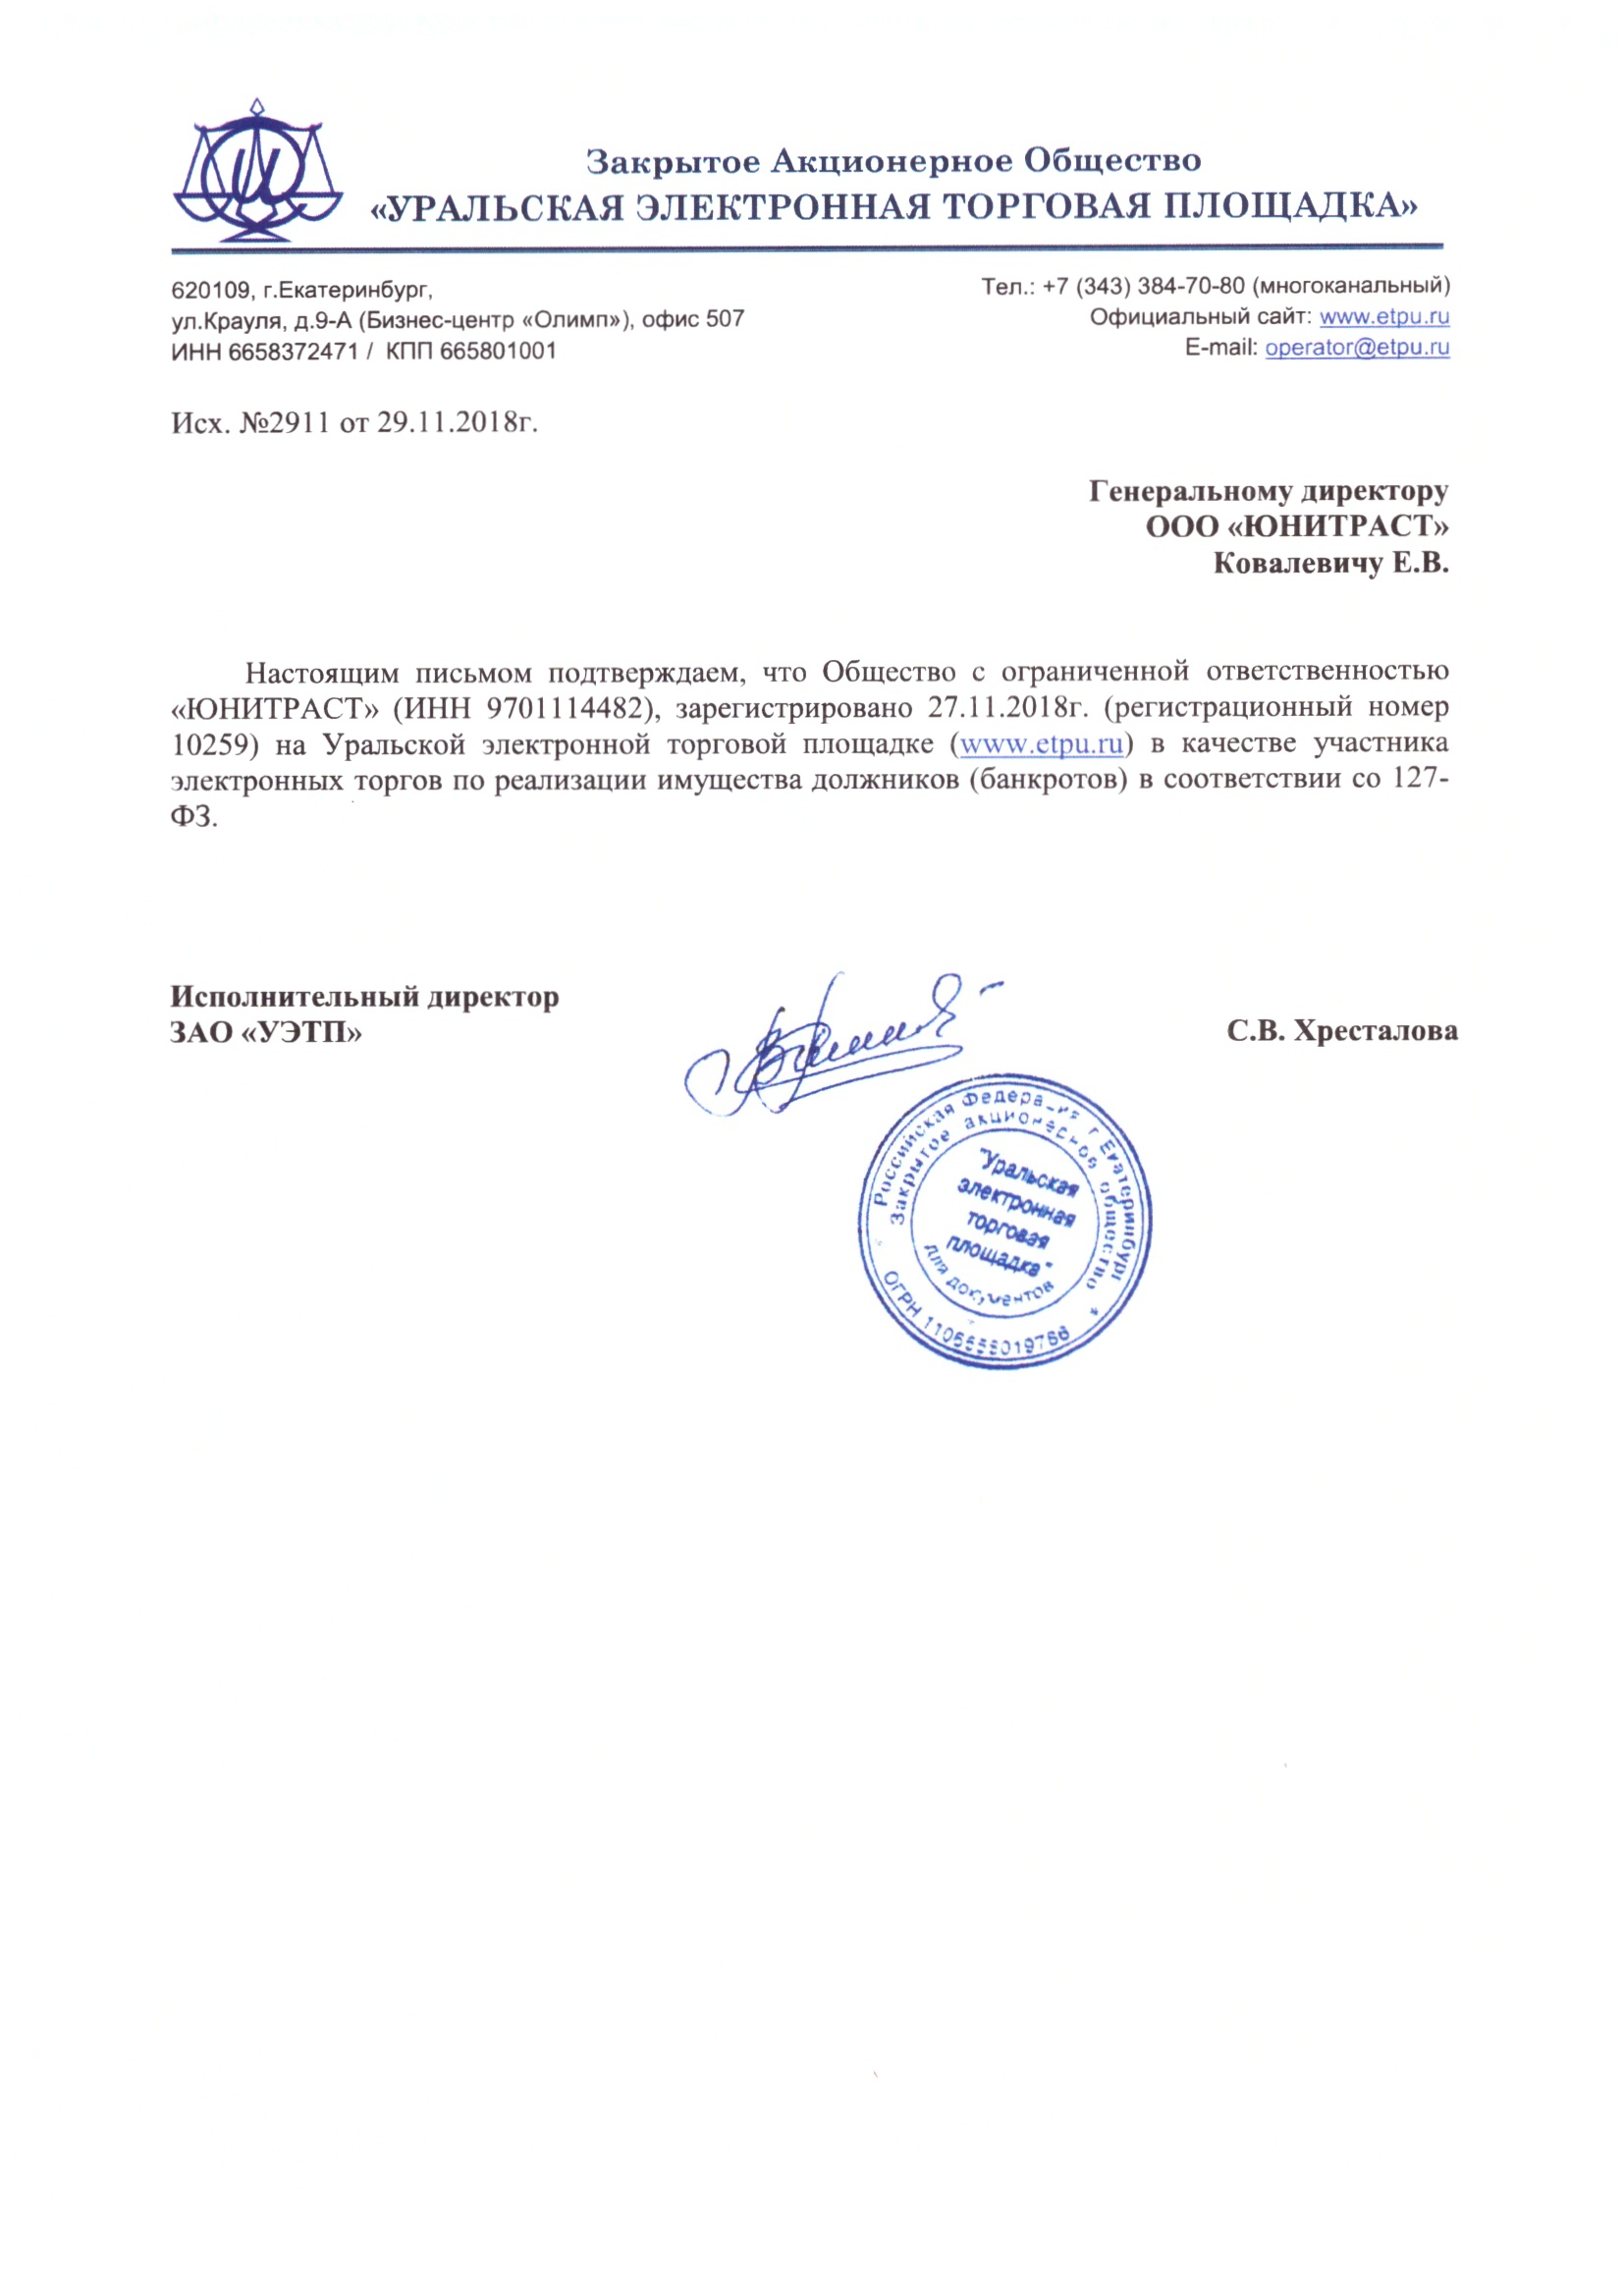 Закрытое Акционерное Общество
«УРАЛЬСКАЯ ЭЛЕКТРОННАЯ ТОРГОВАЯ ПЛОЩАДКА»
620109, г.Екатеринбург,
ул.Крауля, д.9-А (Бизнес-центр «Олимп»), офис 507
ИНН 6658372471 / КПП 665801001
Тел.: +7 (343) 384-70-80 (многоканальный)
Официальный сайт: www.etpu.ru
E-mail: operator@etpu.ru
Исх. №2911 от 29.11.2018г.
Генеральному директору
ООО «ЮНИТРАСТ»
Ковалевичу Е.В.
Настоящим письмом подтверждаем, что Общество с ограниченной ответственностью
«ЮНИТРАСТ» (ИНН 9701114482), зарегистрировано 27.11.2018г. (регистрационный номер
10259) на Уральской электронной торговой площадке (www.etpu.ru) в качестве участника
электронных торгов по реализации имущества должников (банкротов) в соответствии со 127-
ФЗ.
Исполнительный директор
ЗАО «УЭТП»
С.В. Хресталова
Российская Федерация г Екатеринбург
Закрытое акционерное общество
"Уральская
электронная
торговая
площадка"
для документов
ОГРН